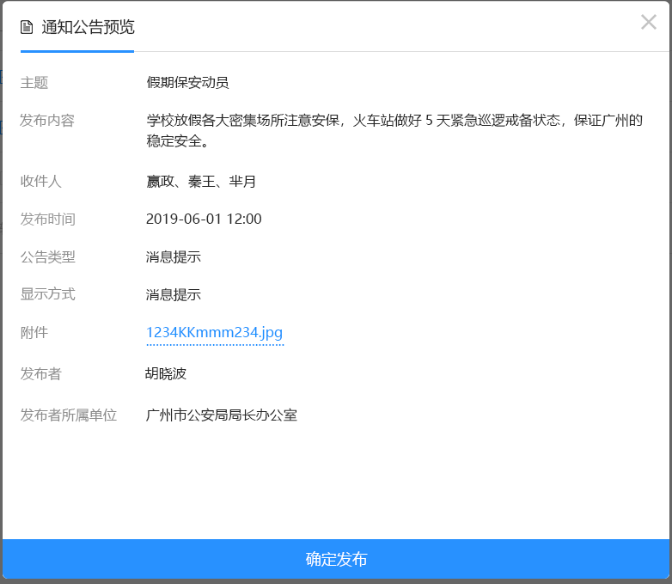 通知公告预览
主题 假期保安动员
发布内容 学校放假各大密集场所注意安保，火车站做好 5 天紧急巡逻戒备状态，保证广州的
稳定安全。
收件人 嬴政、秦王、芈月
发布时间 2019-06-01 12:00
公告类型 消息提示
显示方式 消息提示
附件 1234KKmmm234.jpg
发布者 胡晓波
发布者所属单位 广州市公安局局长办公室
确定发布